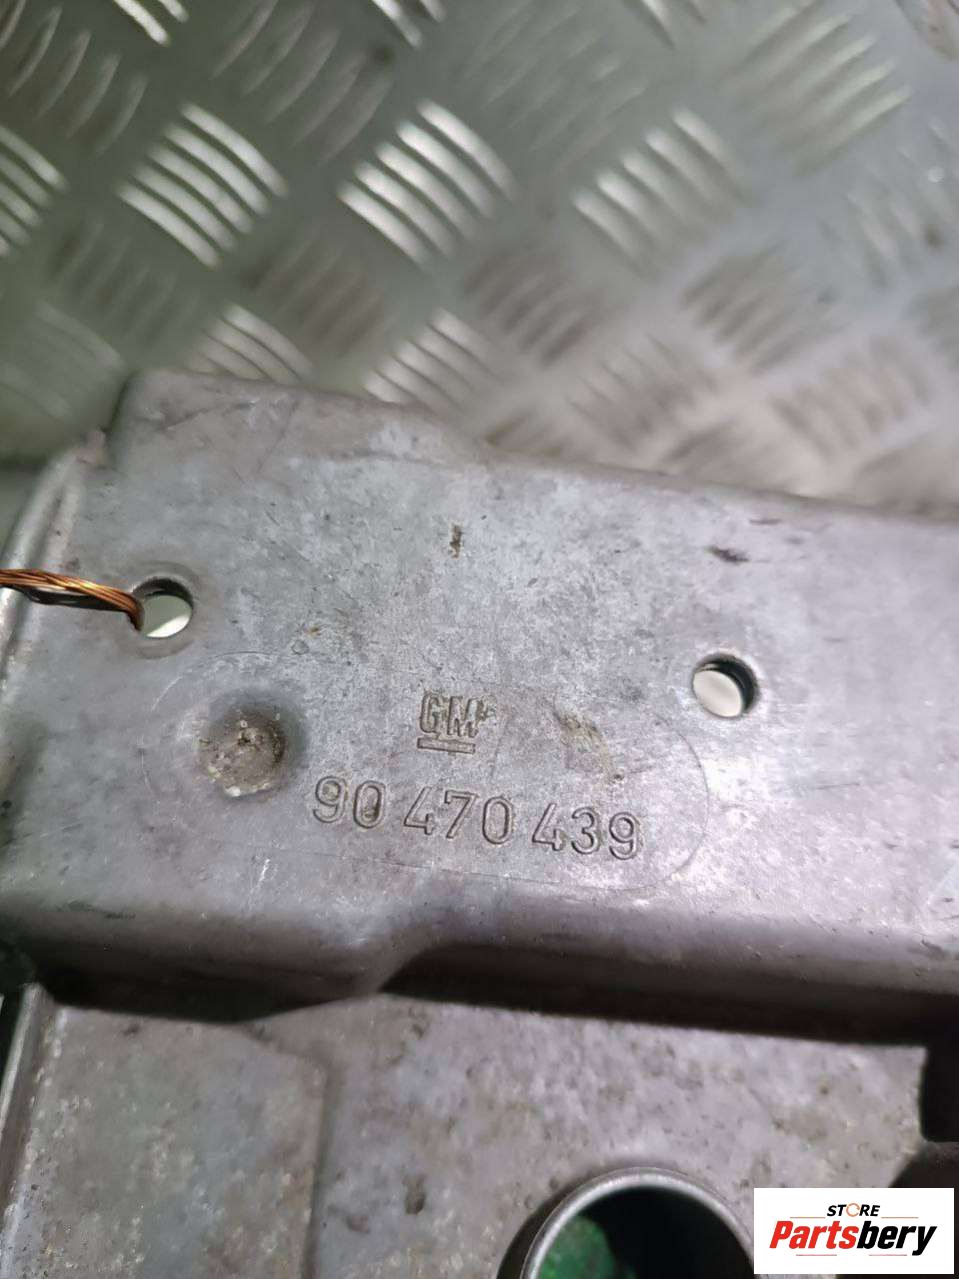 GM
90 470 439
STORE
Partsbery